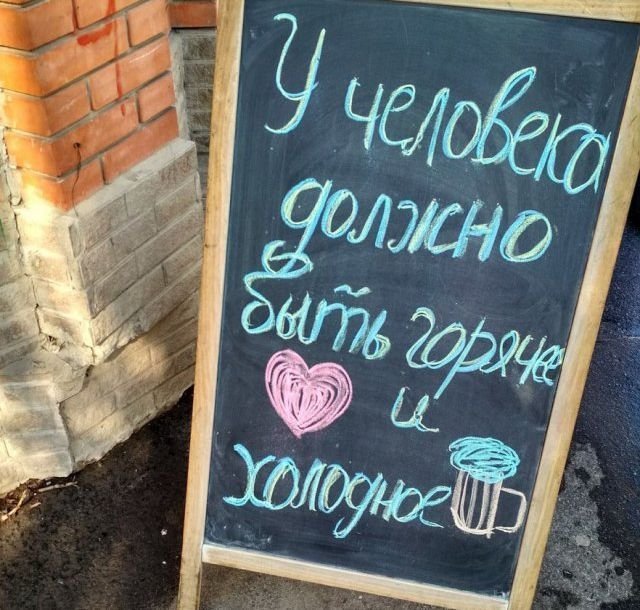 У человека
должно
быть горячее
и
холодное